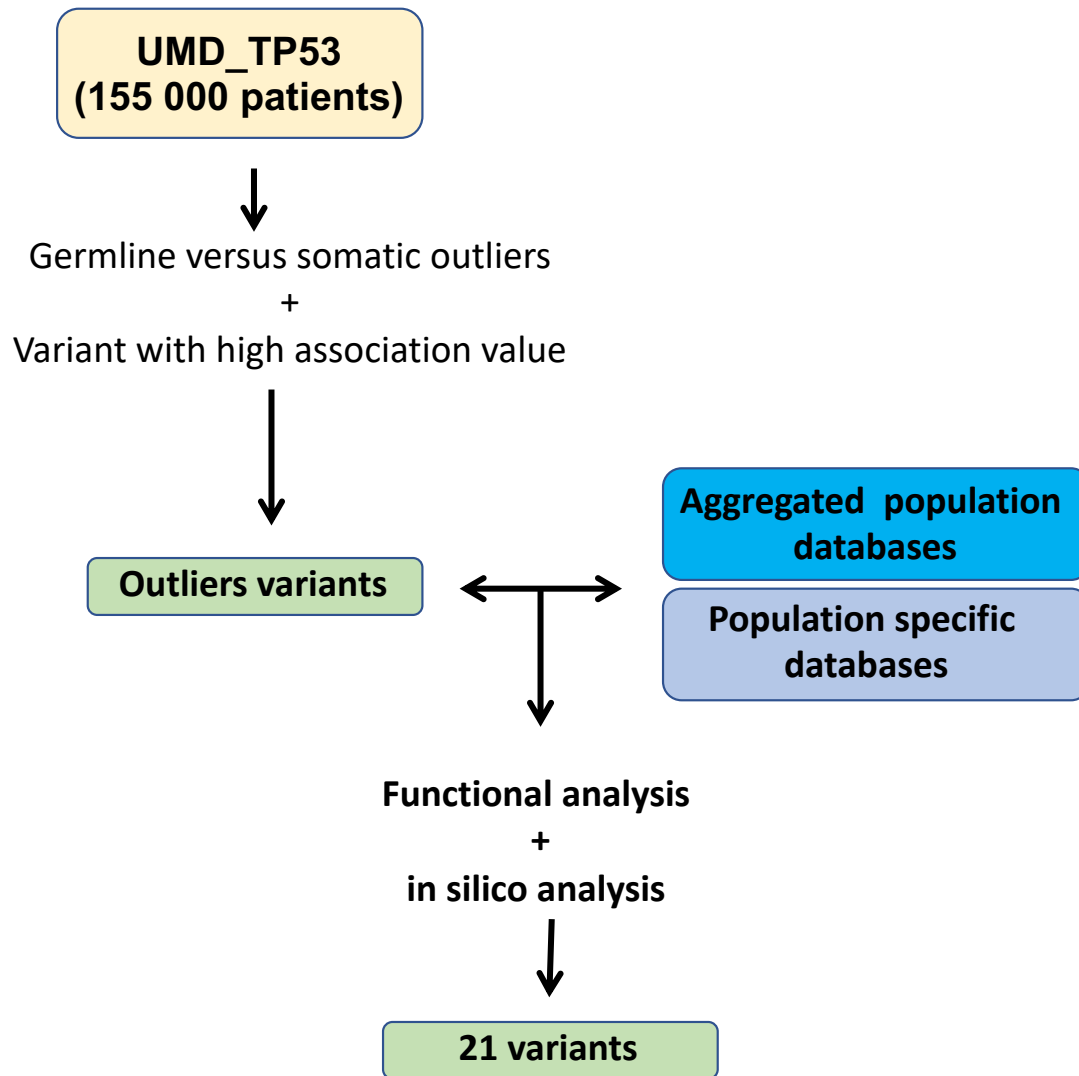 UMD_TP53
(155 000 patients)
Germline versus somatic outliers
+
Variant with high association value
Outliers variants
Aggregated population
databases
Population specific
databases
Functional analysis
+
in silico analysis
21 variants